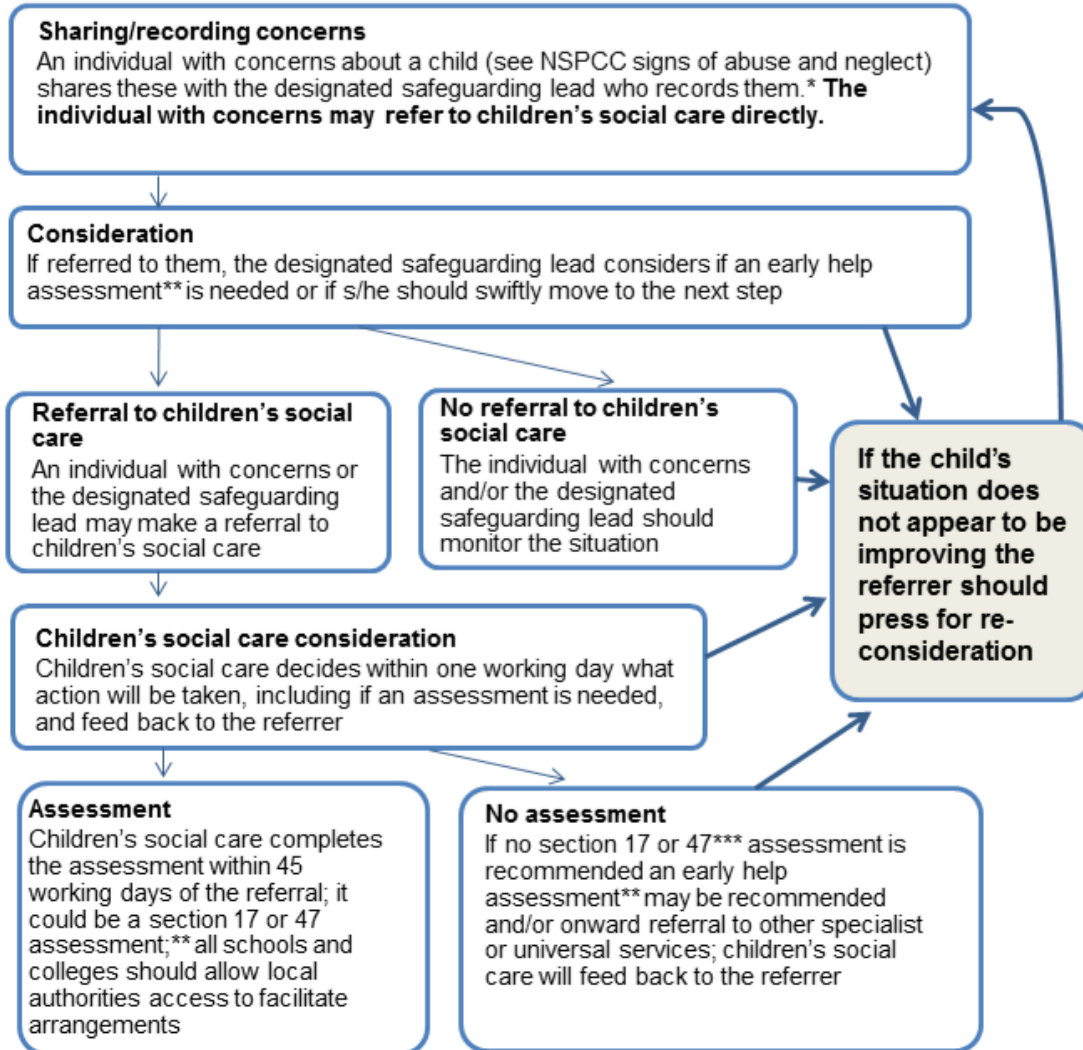 Sharing/recording concerns
An individual with concerns about a child (see NSPCC signs of abuse and neglect)
shares these with the designated safeguarding lead who records them.* The
individual with concerns may refer to children's social care directly.
Consideration
If referred to them, the designated safeguarding lead considers if an early help
assessment** is needed or if s/he should swiftly move to the next step
Referral to children's social
care
An individual with concerns or
the designated safeguarding
lead may make a referral to
children's social care
No referral to children's
social care
The individual with concerns
and/or the designated
safeguarding lead should
monitor the situation
If the child's
situation does
not appear to be
improving the
referrer should
press for re-
consideration
Children's social care consideration
Children's social care decides within one working day what
action will be taken, including if an assessment is needed,
and feed back to the referrer
Assessment
Children's social care completes
the assessment within 45
working days of the referral; it
could be a section 17 or 47
assessment;** all schools and
colleges should allow local
authorities access to facilitate
arrangements
No assessment
If no section 17 or 47*** assessment is
recommended an early help
assessment** may be recommended
and/or onward referral to other specialist
or universal services; children's social
care will feed back to the referrer